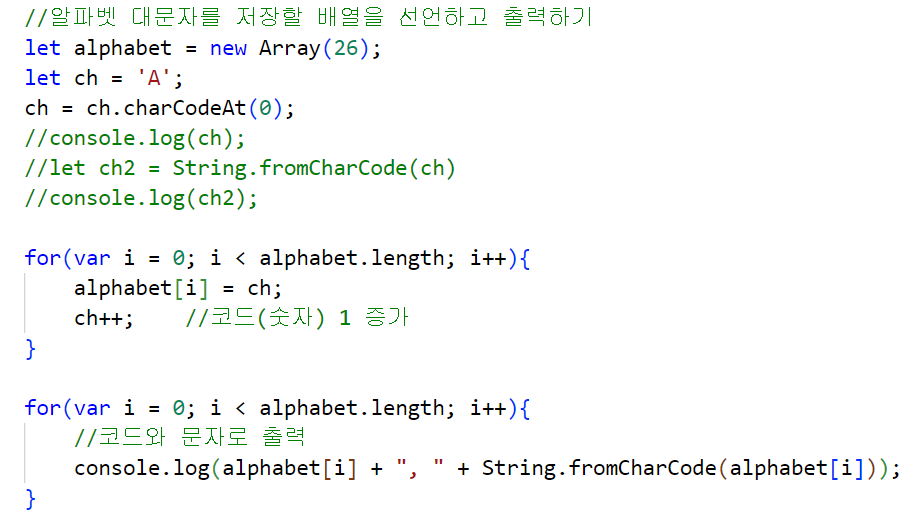 //알파벳 대문자를 저장할 배열을 선언하고 출력하기
let alphabet = new Array(26);
let ch = 'A';
ch = ch.charCodeAt(0);
//console.log(ch);
//let ch2 = String.fromCharCode(ch)
//console.log(ch2);

for(var i = 0; i < alphabet.length; i++){
    alphabet[i] = ch;
    ch++;    //코드(숫자) 1 증가
}

for(var i = 0; i < alphabet.length; i++){
    //코드와 문자로 출력
    console.log(alphabet[i] + ", " + String.fromCharCode(alphabet[i]));
}